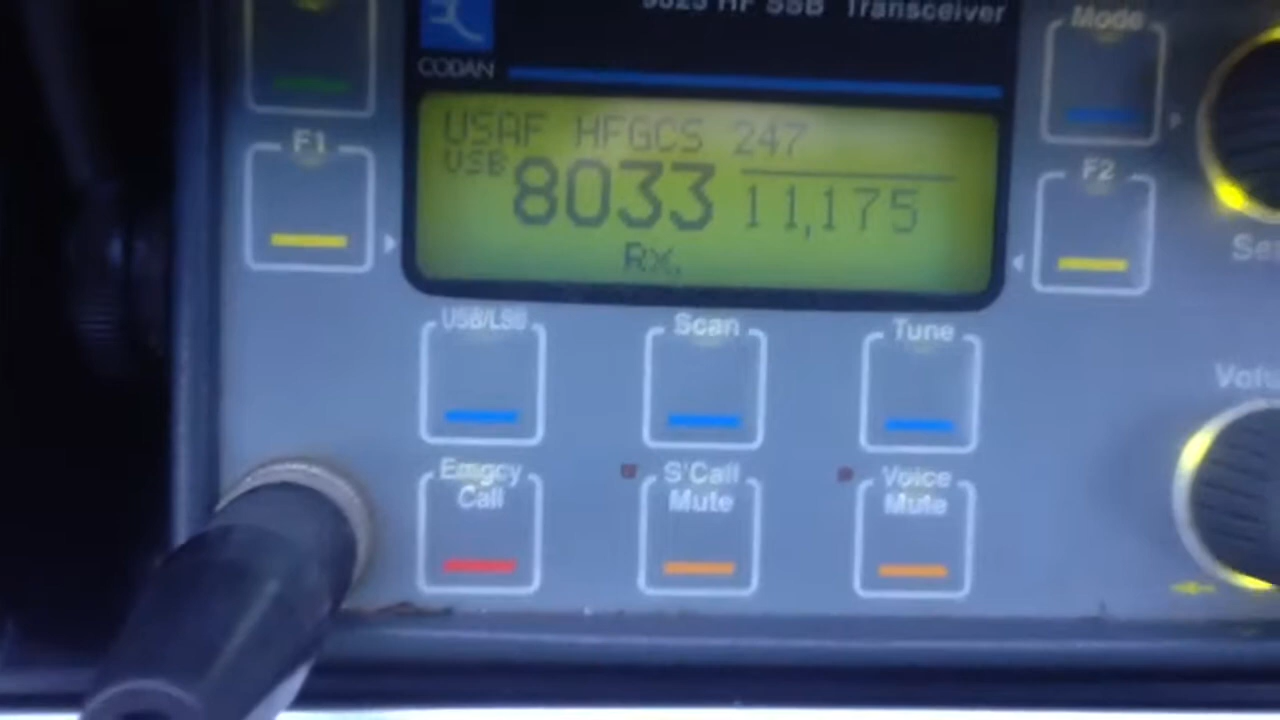 HF SSB Transceiver
Mode
CODAN
USAF HFGCS 247
USB 8033 11,175
RX,
F1
F2
USB/LSB
Scan
Tune
Emgcy
Call
S'Call
Mute
Voice
Mute